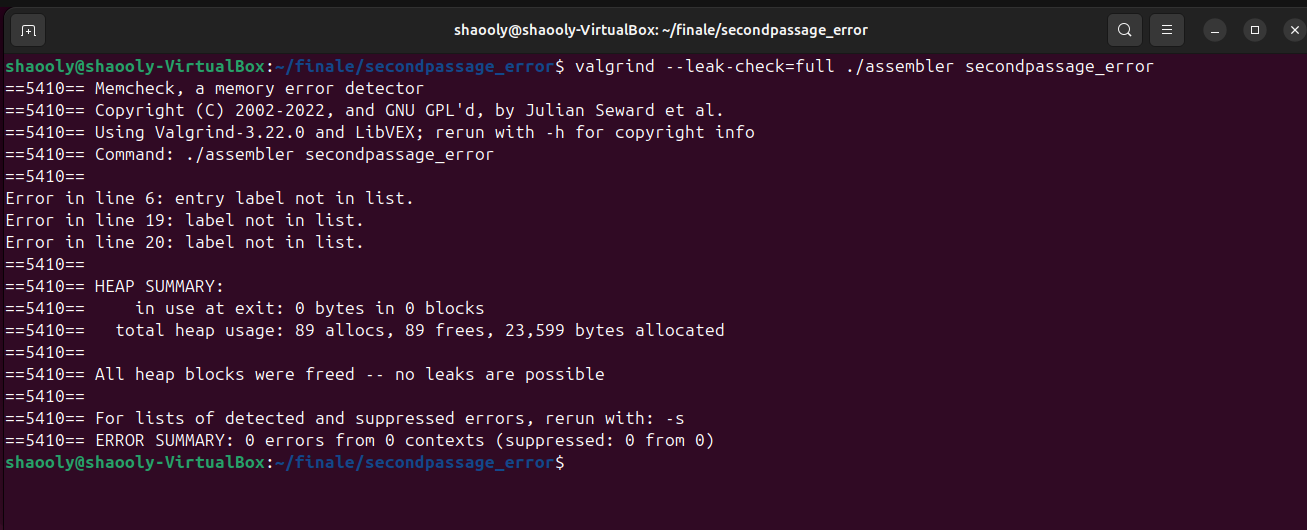 shaooly@shaooly-VirtualBox: ~/finale/secondpassage_error
shaooly@shaooly-VirtualBox:~/finale/secondpassage_error$ valgrind --leak-check=full ./assembler secondpassage_error
==5410== Memcheck, a memory error detector
==5410== Copyright (C) 2002-2022, and GNU GPL'd, by Julian Seward et al.
==5410== Using Valgrind-3.22.0 and LibVEX; rerun with -h for copyright info
==5410== Command: ./assembler secondpassage_error
==5410==
Error in line 6: entry label not in list.
Error in line 19: label not in list.
Error in line 20: label not in list.
==5410==
==5410== HEAP SUMMARY:
==5410==     in use at exit: 0 bytes in 0 blocks
==5410==   total heap usage: 89 allocs, 89 frees, 23,599 bytes allocated
==5410==
==5410== All heap blocks were freed -- no leaks are possible
==5410==
==5410== For lists of detected and suppressed errors, rerun with: -s
==5410== ERROR SUMMARY: 0 errors from 0 contexts (suppressed: 0 from 0)
shaooly@shaooly-VirtualBox:~/finale/secondpassage_error$